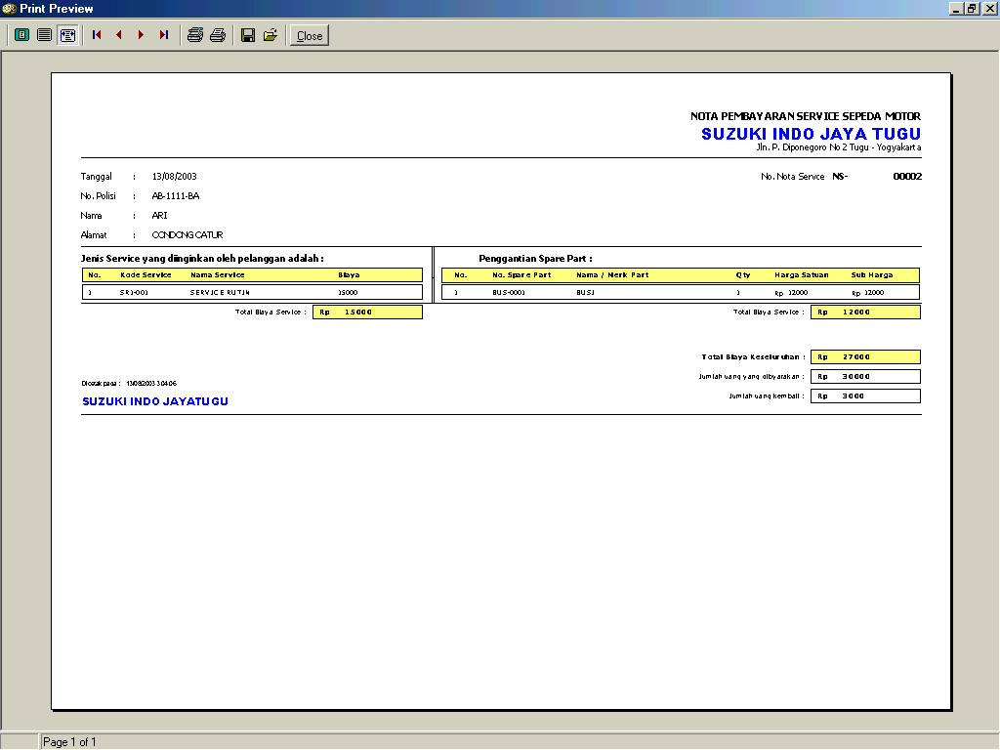 Print Preview
Close
NOTA PEMBAYARAN SERVICE SEPEDA MOTOR
SUZUKI INDO JAYA TUGU
Jln. P. Diponegoro No 2 Tugu - Yogyakarta
Tanggal : 13/08/2003
No. Nota Servce NS- 00002
No. Polisi : AB-1111-BA
Nama : ARI
Alamat : CONDONG CATUR
Jenis Service yang diinginkan oleh pelanggan adalah :
Penggantian Spare Part :
No. Kode Service Nama Service Biaya
No. No. Spare Part Nama / Merk Part Qty Harga Satuan Sub Harga
1 SR1-001 SERVICE RUTIN 15000
1 BUS-0001 BUSI 1 Rp 12000 Rp 12000
Total Biaya Service : Rp 15000
Total Biaya Service : Rp 12000
Total Biaya Keseluruhan : Rp 27000
Jumlah uang yang dibyarakan : Rp 30000
Dicetak pada : 13/08/2003
Jumlah uang kembali : Rp 3000
SUZUKI INDO JAYATUGU
Page 1 of 1